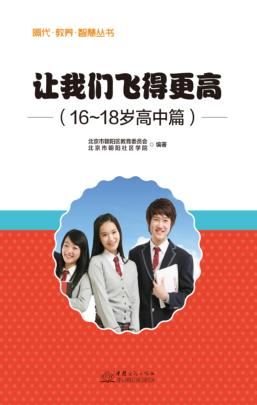 隔代·教养·智慧丛书
让我们飞得更高
（16~18岁高中篇）
北京市朝阳区教育委员会
北京市朝阳社区学院
◎编著